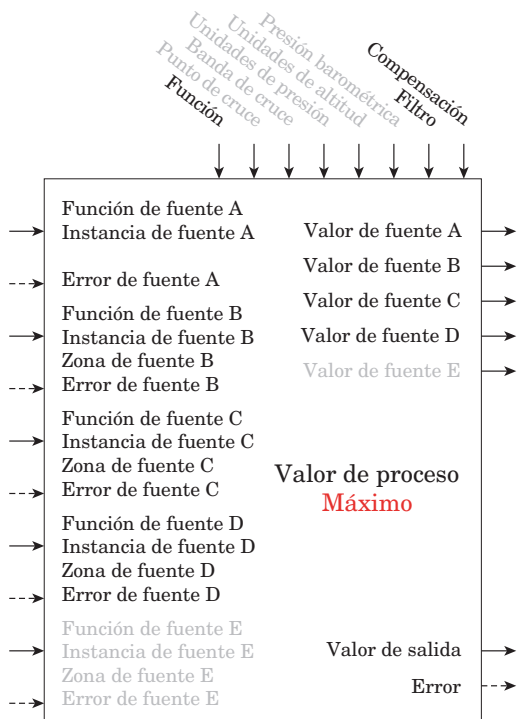 Función
Punto de cruce
Banda de cruce
Unidades de presión
Unidades de altitud
Presión barométrica
Filtro
Compensación
Función de fuente A
Instancia de fuente A
Error de fuente A
Función de fuente B
Instancia de fuente B
Zona de fuente B
Error de fuente B
Función de fuente C
Instancia de fuente C
Zona de fuente C
Error de fuente C
Función de fuente D
Instancia de fuente D
Zona de fuente D
Error de fuente D
Función de fuente E
Instancia de fuente E
Zona de fuente E
Error de fuente E
Valor de fuente A
Valor de fuente B
Valor de fuente C
Valor de fuente D
Valor de fuente E
Valor de proceso
Máximo
Valor de salida
Error